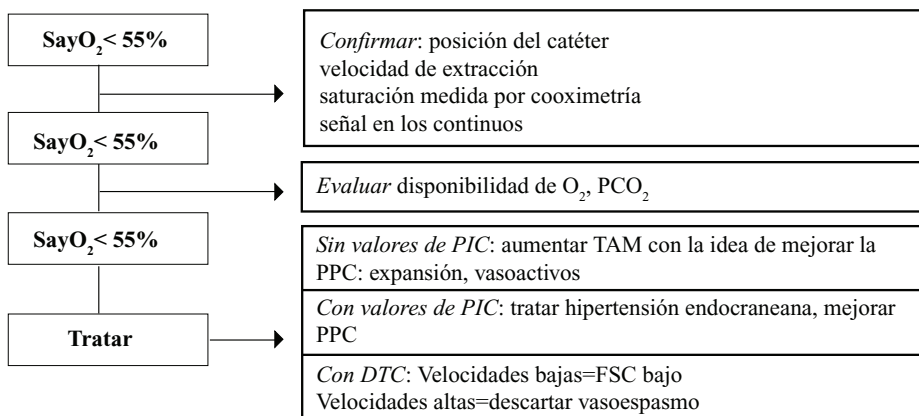 SayO₂< 55%
Confirmar: posición del catéter
velocidad de extracción
saturación medida por cooximetría
señal en los continuos
SayO₂< 55%
Evaluar disponibilidad de O₂, PCO₂
SayO₂< 55%
Sin valores de PIC: aumentar TAM con la idea de mejorar la
PPC: expansión, vasoactivos
Tratar
Con valores de PIC: tratar hipertensión endocraneana, mejorar
PPC
Con DTC: Velocidades bajas=FSC bajo
Velocidades altas=descartar vasoespasmo